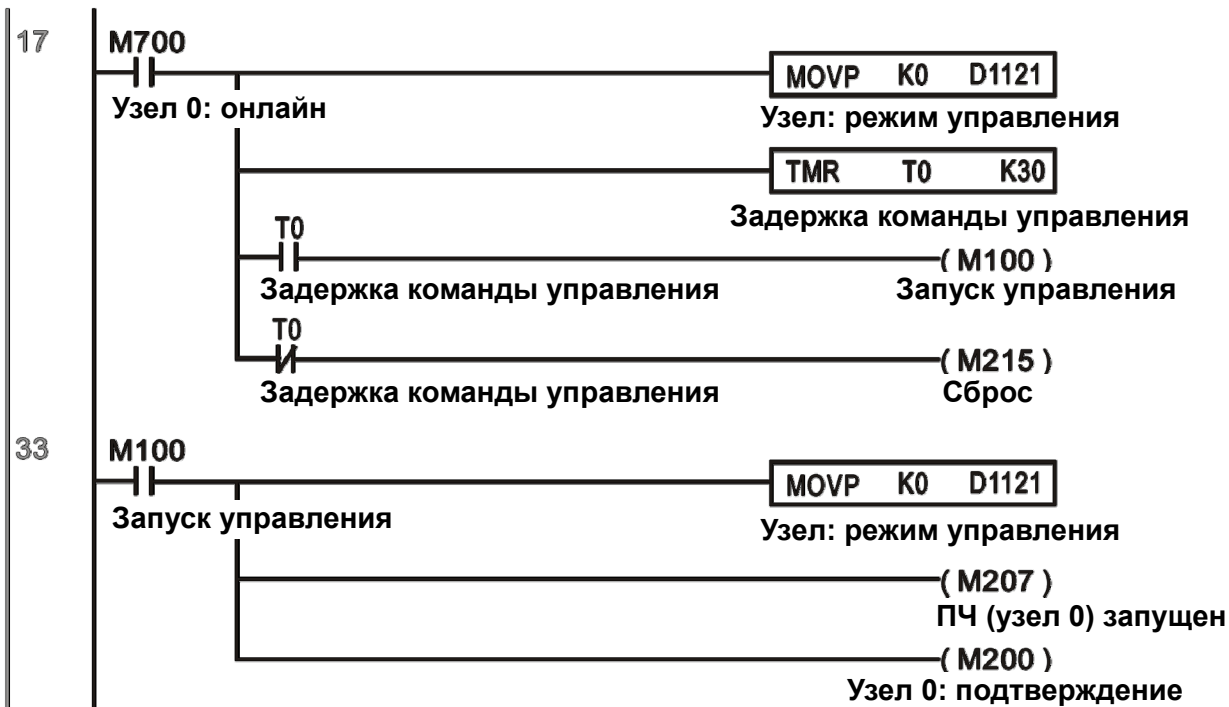 17
M700
MOVP K0 D1121
Узел 0: онлайн
Узел: режим управления
TMR T0 K30
Задержка команды управления
T0
( M100 )
Задержка команды управления Запуск управления
T0
( M215 )
Задержка команды управления Сброс
33
M100
MOVP K0 D1121
Запуск управления
Узел: режим управления
( M207 )
ПЧ (узел 0) запущен
( M200 )
Узел 0: подтверждение